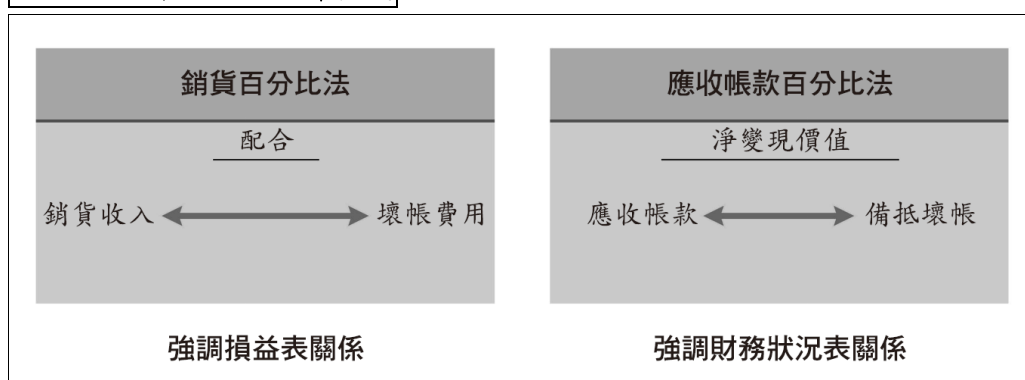 銷貨百分比法
配合
銷貨收入 壞帳費用
強調損益表關係
應收帳款百分比法
淨變現價值
應收帳款 備抵壞帳
強調財務狀況表關係